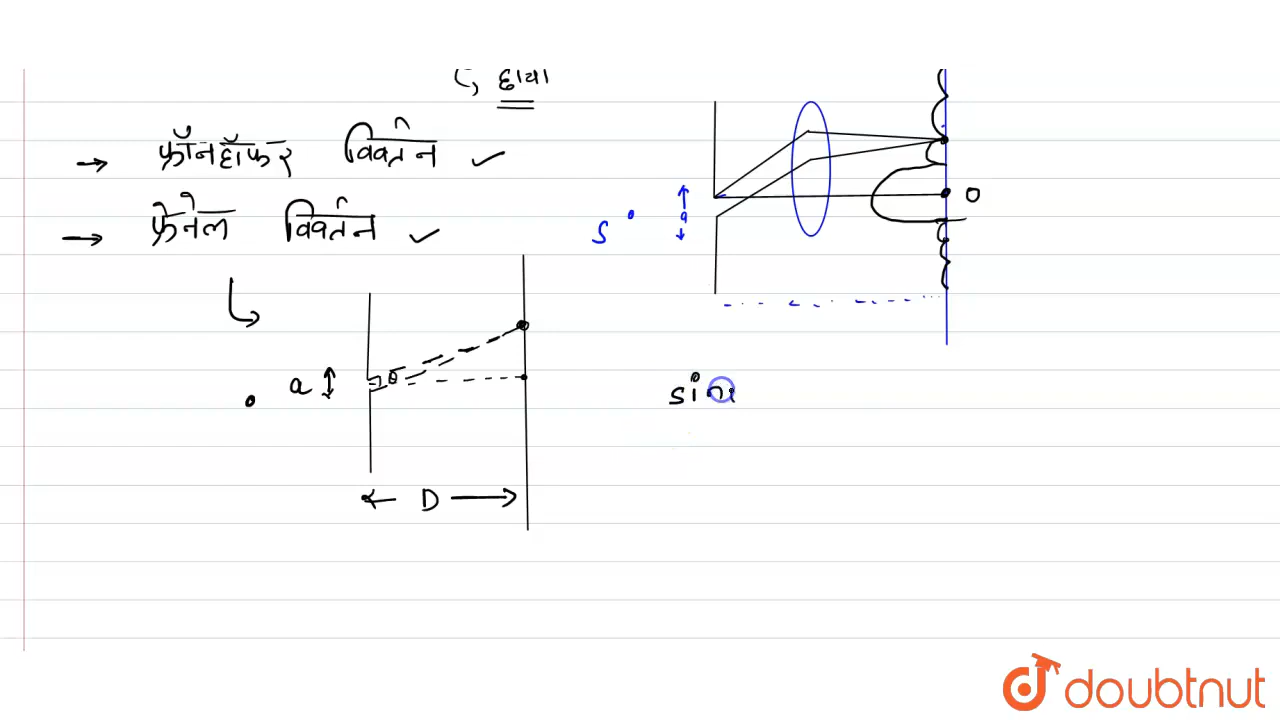 छाया
→ फ्रॉनहॉफर विवर्तन ✓
→ फ्रेनेल विवर्तन ✓
S
a
O
a
θ
D
sin
doubtnut